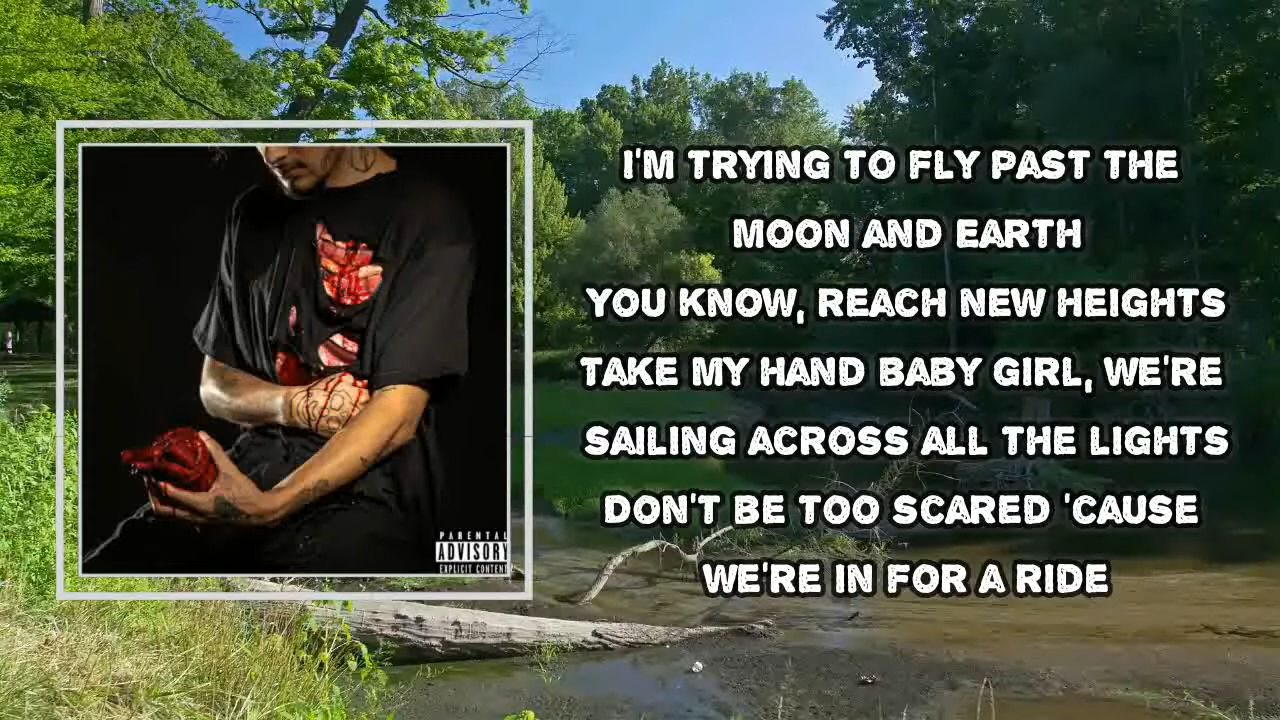 I'M TRYING TO FLY PAST THE
MOON AND EARTH
YOU KNOW, REACH NEW HEIGHTS
TAKE MY HAND BABY GIRL, WE'RE
SAILING ACROSS ALL THE LIGHTS
DON'T BE TOO SCARED 'CAUSE
WE'RE IN FOR A RIDE
PARENTAL
ADVISORY
EXPLICIT CONTENT